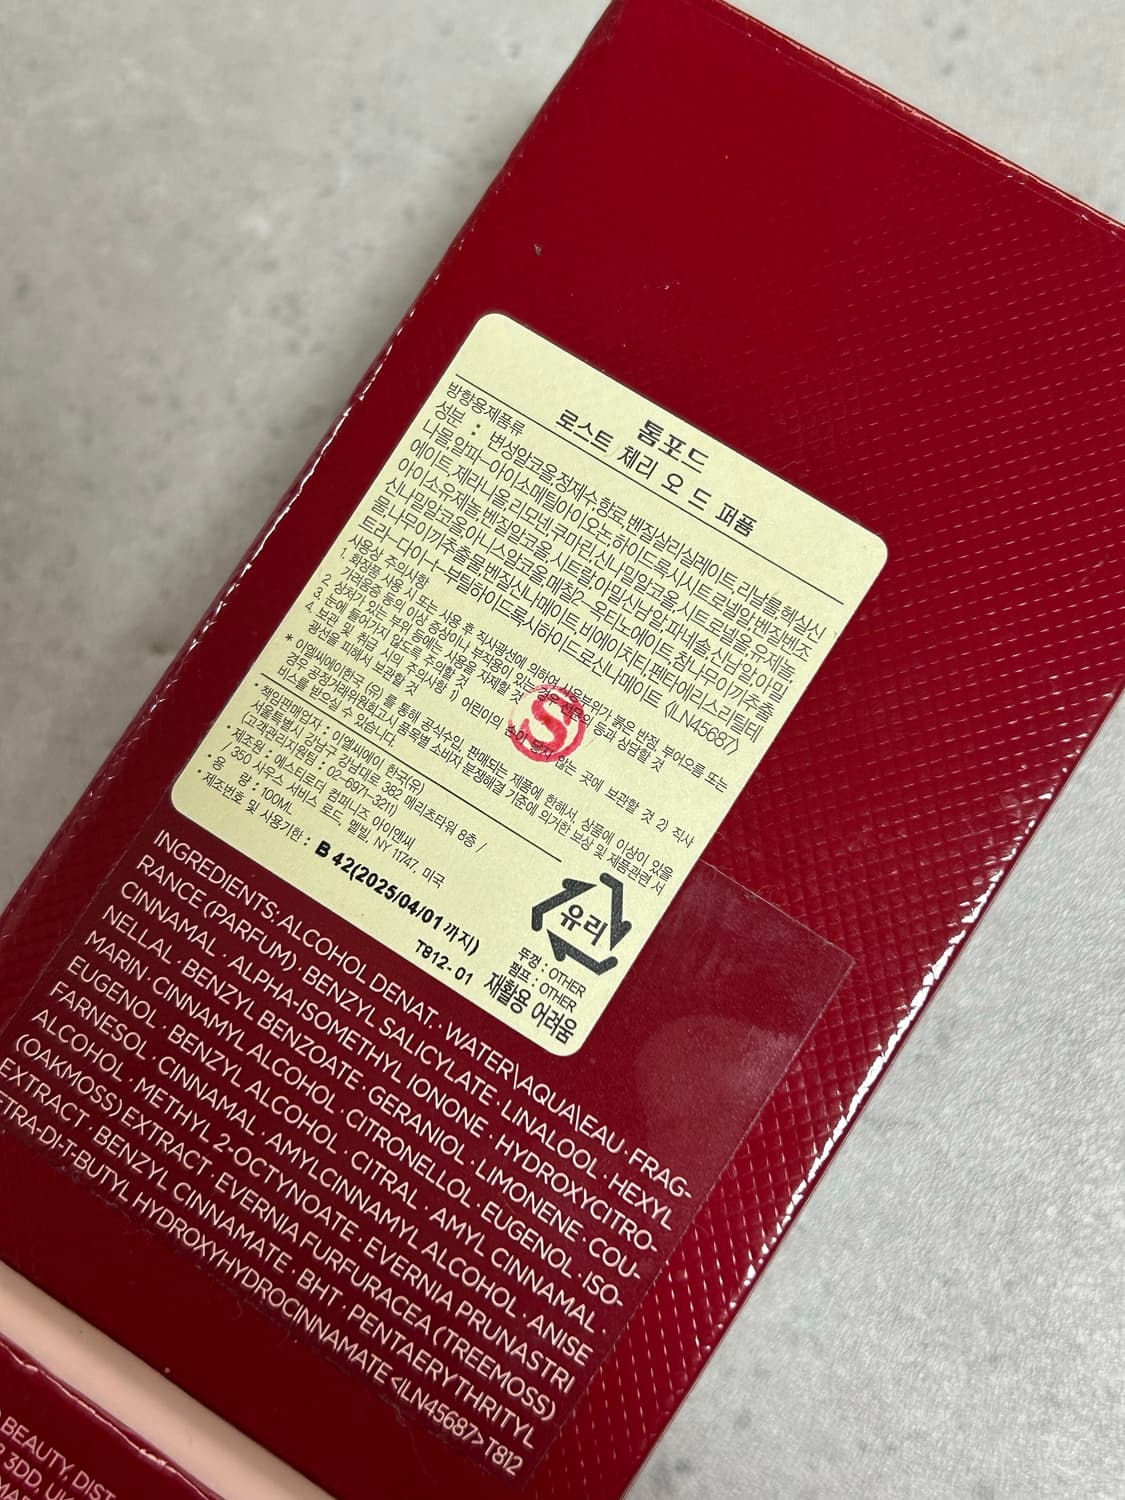 톰포드
로스트 체리 오 드 퍼퓸
방향용제품류
성분 : 변성알코올,정제수,향료,벤질살리실레이트,리날룰,헥실신
나몰,알파-아이소메틸아이오논,하이드록시시트로넬알,벤질벤조
에이트,제라니올,리모넨,쿠마린,신나밀알코올,시트로넬올,유제놀,
아이소유제놀,벤질알코올,시트랄,아밀신남알,파네솔,신남알,아밀
신나밀알코올,아니스알코올,메칠2-옥티노에이트,참나무이끼추출
물,나무이끼추출물,벤질신나메이트,비에이치티,펜타에리스리틸테
트라-다이-t-부틸하이드록시하이드로신나메이트 <ILN45687>
사용상 주의사항
1. 화장품 사용 시 또는 사용 후 직사광선에 의하여 사용부위가 붉은 반점, 부어오름 또는
가려움증 등의 이상 증상이나 부작용이 있는 경우 전문의 등과 상담할 것
2. 상처가 있는 부위 등에는 사용을 자제할 것
3. 눈에 들어가지 않도록 주의할 것
4. 보관 및 취급 시의 주의사항 1) 어린이의 손이 닿지 않는 곳에 보관할 것 2) 직사
광선을 피해서 보관할 것
* 이엘씨에이한국 (유) 를 통해 공식수입, 판매되는 제품에 한해서, 상품에 이상이 있을
경우 공정거래위원회고시 품목별 소비자 분쟁해결 기준에 의거한 보상 및 제품관련 서
비스를 받으실 수 있습니다.
*책임판매업자 : 이엘씨에이 한국(유)
서울특별시 강남구 강남대로 382 메리츠타워 8층 /
(고객관리지원팀 : 02-6971-3211)
*제조원 : 에스티로더 컴퍼니즈 아이앤씨
/ 350 사우스 서비스 로드, 멜빌, NY 11747, 미국
*용 량 : 100ML
*제조번호 및 사용기한 : B 42(2025/04/01까지)
T812-01
유리
뚜껑 : OTHER
펌프 : OTHER
재활용 어려움
S
INGREDIENTS: ALCOHOL DENAT. · WATER\AQUA\EAU · FRAG-
RANCE (PARFUM) · BENZYL SALICYLATE · LINALOOL · HEXYL
CINNAMAL · ALPHA-ISOMETHYL IONONE · HYDROXYCITRO-
NELLAL · BENZYL BENZOATE · GERANIOL · LIMONENE · COU-
MARIN · CINNAMYL ALCOHOL · CITRONELLOL · EUGENOL · ISO-
EUGENOL · BENZYL ALCOHOL · CITRAL · AMYL CINNAMAL ·
FARNESOL · CINNAMAL · AMYLCINNAMYL ALCOHOL · ANISE
ALCOHOL · METHYL 2-OCTYNOATE · EVERNIA PRUNASTRI
(OAKMOSS) EXTRACT · EVERNIA FURFURACEA (TREEMOSS)
EXTRACT · BENZYL CINNAMATE · BHT · PENTAERYTHRITYL
ETRA-DI-T-BUTYL HYDROXYHYDROCINNAMATE <ILN45687> T812
BEAUTY, DIST
3DD, UK